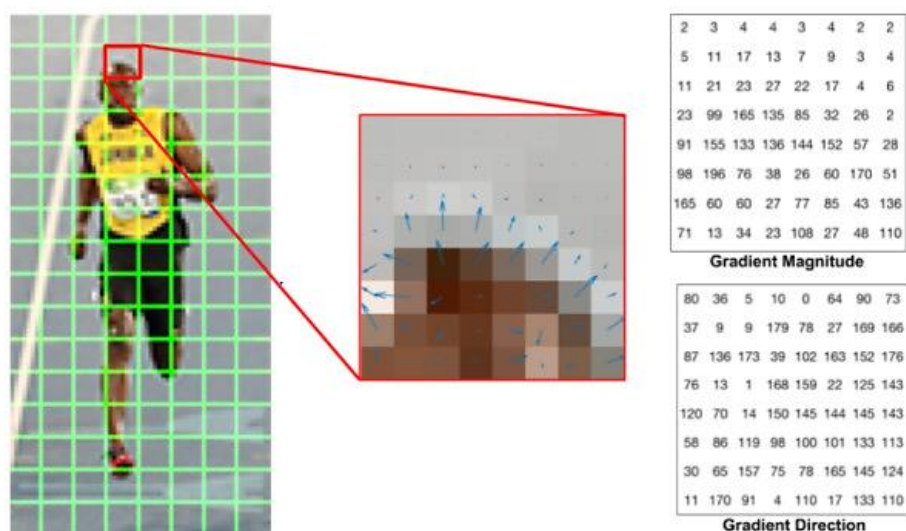 2 3 4 4 3 4 2 2
5 11 17 13 7 9 3 4
11 21 23 27 22 17 4 6
23 99 165 135 85 32 26 2
91 155 133 136 144 152 57 28
98 196 76 38 26 60 170 51
165 60 60 27 77 85 43 136
71 13 34 23 108 27 48 110
Gradient Magnitude
80 36 5 10 0 64 90 73
37 9 9 179 78 27 169 166
87 136 173 39 102 163 152 176
76 13 1 168 159 22 125 143
120 70 14 150 145 144 145 143
58 86 119 98 100 101 133 113
30 65 157 75 78 165 145 124
11 170 91 4 110 17 133 110
Gradient Direction